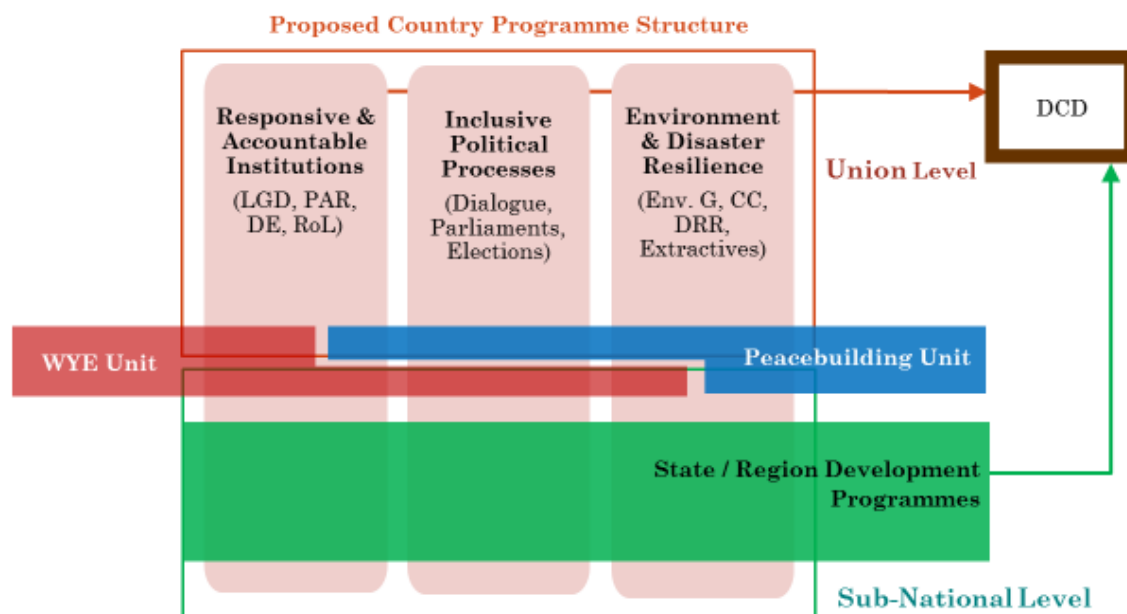 Proposed Country Programme Structure
Responsive &
Accountable
Institutions
(LGD, PAR,
DE, RoL)
Inclusive
Political
Processes
(Dialogue,
Parliaments,
Elections)
Environment
& Disaster
Resilience
(Env. G, CC,
DRR,
Extractives)
DCD
Union Level
WYE Unit
Peacebuilding Unit
State / Region Development
Programmes
Sub-National Level